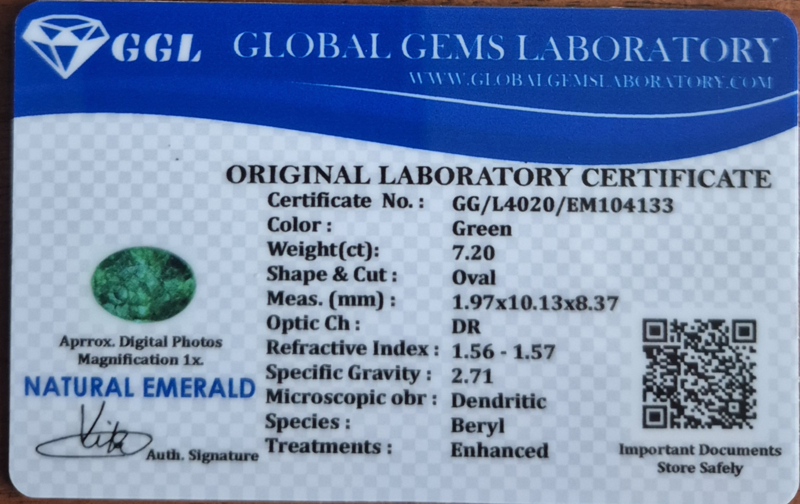 GGL GLOBAL GEMS LABORATORY
WWW.GLOBALGEMSLABORATORY.COM
ORIGINAL LABORATORY CERTIFICATE
Certificate No. : GG/L4020/EM104133
Color : Green
Weight(ct): 7.20
Shape & Cut : Oval
Meas. (mm) : 1.97x10.13x8.37
Optic Ch : DR
Refractive Index : 1.56 - 1.57
Specific Gravity : 2.71
Microscopic obr : Dendritic
Species : Beryl
Treatments : Enhanced
Aprrox. Digital Photos
Magnification 1x.
NATURAL EMERALD
Auth. Signature
Important Documents
Store Safely